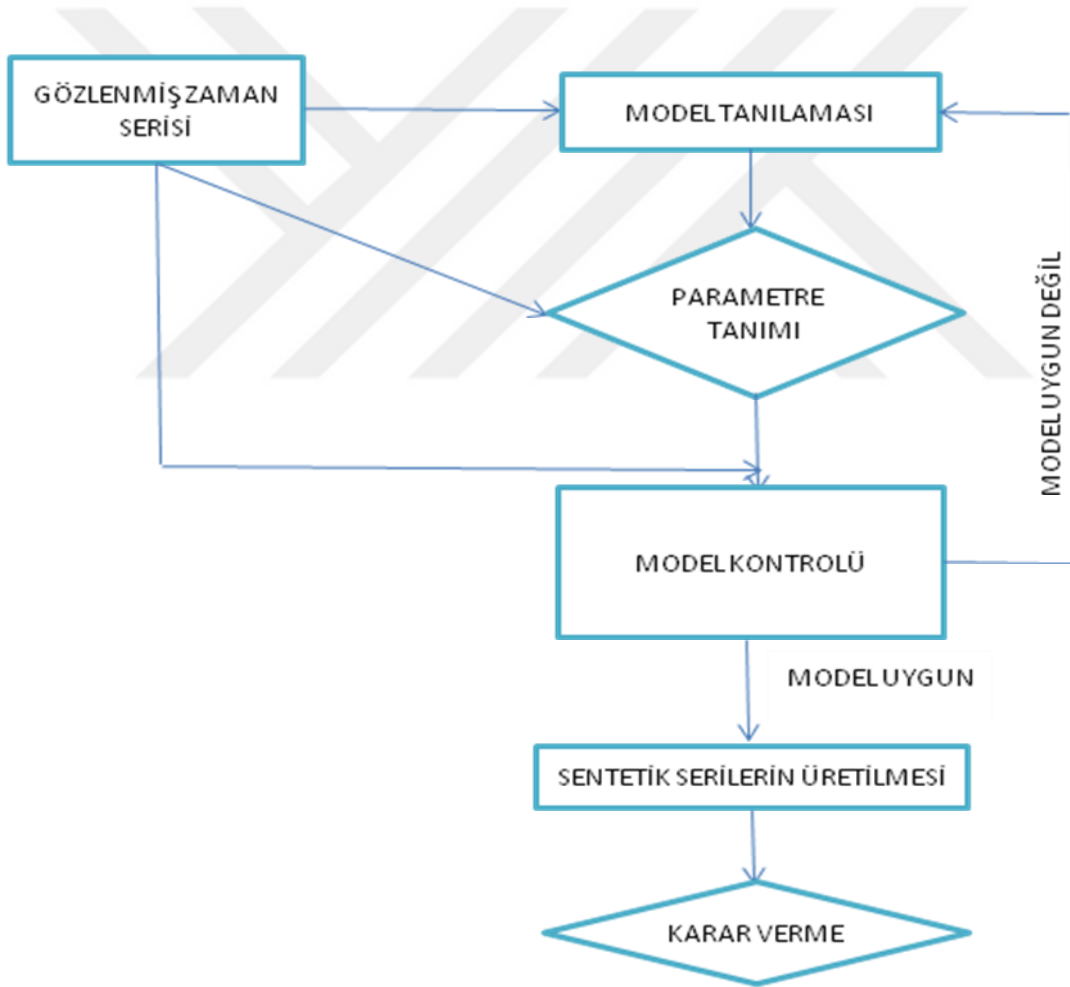 GÖZLENMİŞ ZAMAN
SERİSİ
MODEL TANILAMASI
PARAMETRE
TANIMI
MODEL UYGUN DEĞİL
MODEL KONTROLÜ
MODEL UYGUN
SENTETİK SERİLERİN ÜRETİLMESİ
KARAR VERME